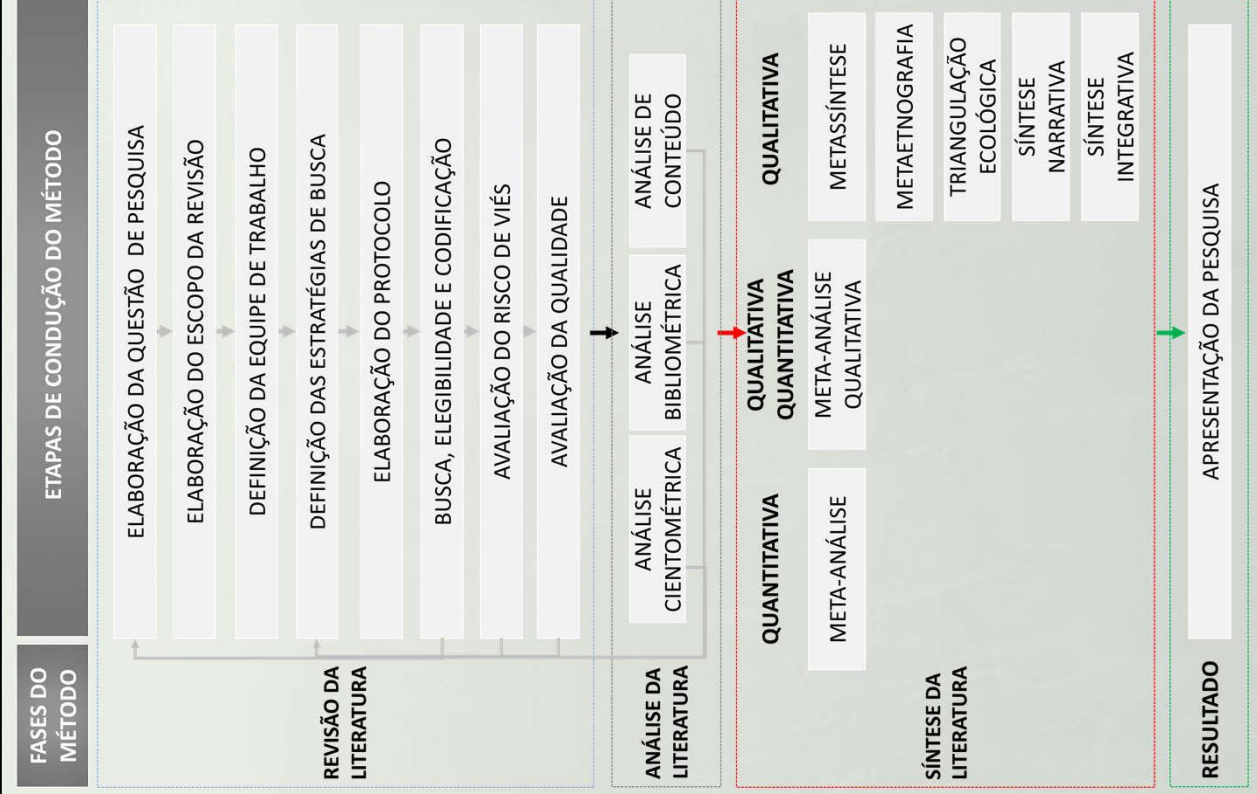 FASES DO
MÉTODO
ETAPAS DE CONDUÇÃO DO MÉTODO
REVISÃO DA
LITERATURA
ELABORAÇÃO DA QUESTÃO DE PESQUISA
ELABORAÇÃO DO ESCOPO DA REVISÃO
DEFINIÇÃO DA EQUIPE DE TRABALHO
DEFINIÇÃO DAS ESTRATÉGIAS DE BUSCA
ELABORAÇÃO DO PROTOCOLO
BUSCA, ELEGIBILIDADE E CODIFICAÇÃO
AVALIAÇÃO DO RISCO DE VIÉS
AVALIAÇÃO DA QUALIDADE
ANÁLISE DA
LITERATURA
ANÁLISE
CIENTOMÉTRICA
ANÁLISE
BIBLIOMÉTRICA
ANÁLISE DE
CONTEÚDO
SÍNTESE DA
LITERATURA
QUANTITATIVA
META-ANÁLISE
QUALITATIVA
QUANTITATIVA
META-ANÁLISE
QUALITATIVA
QUALITATIVA
METASSÍNTESE
METAETNOGRAFIA
TRIANGULAÇÃO
ECOLÓGICA
SÍNTESE
NARRATIVA
SÍNTESE
INTEGRATIVA
RESULTADO
APRESENTAÇÃO DA PESQUISA